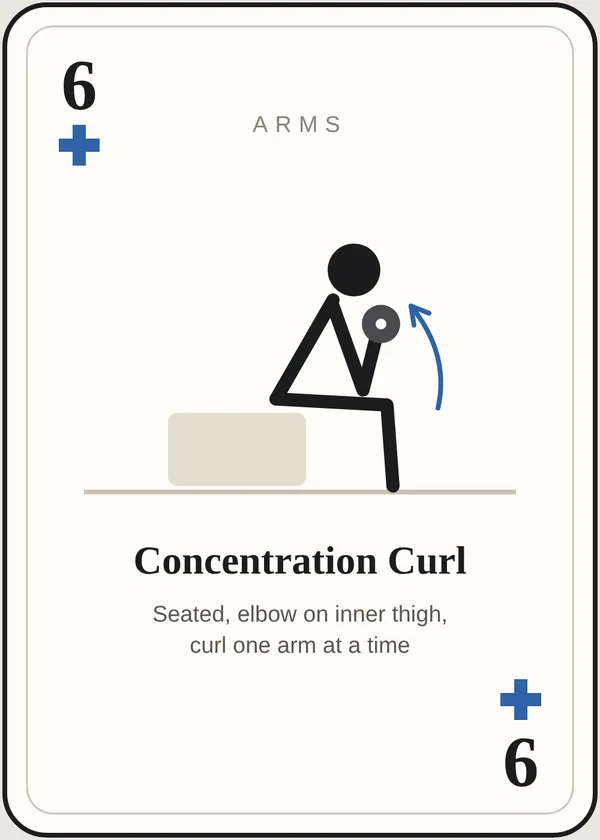 6
ARMS
Concentration Curl
Seated, elbow on inner thigh,
curl one arm at a time
6